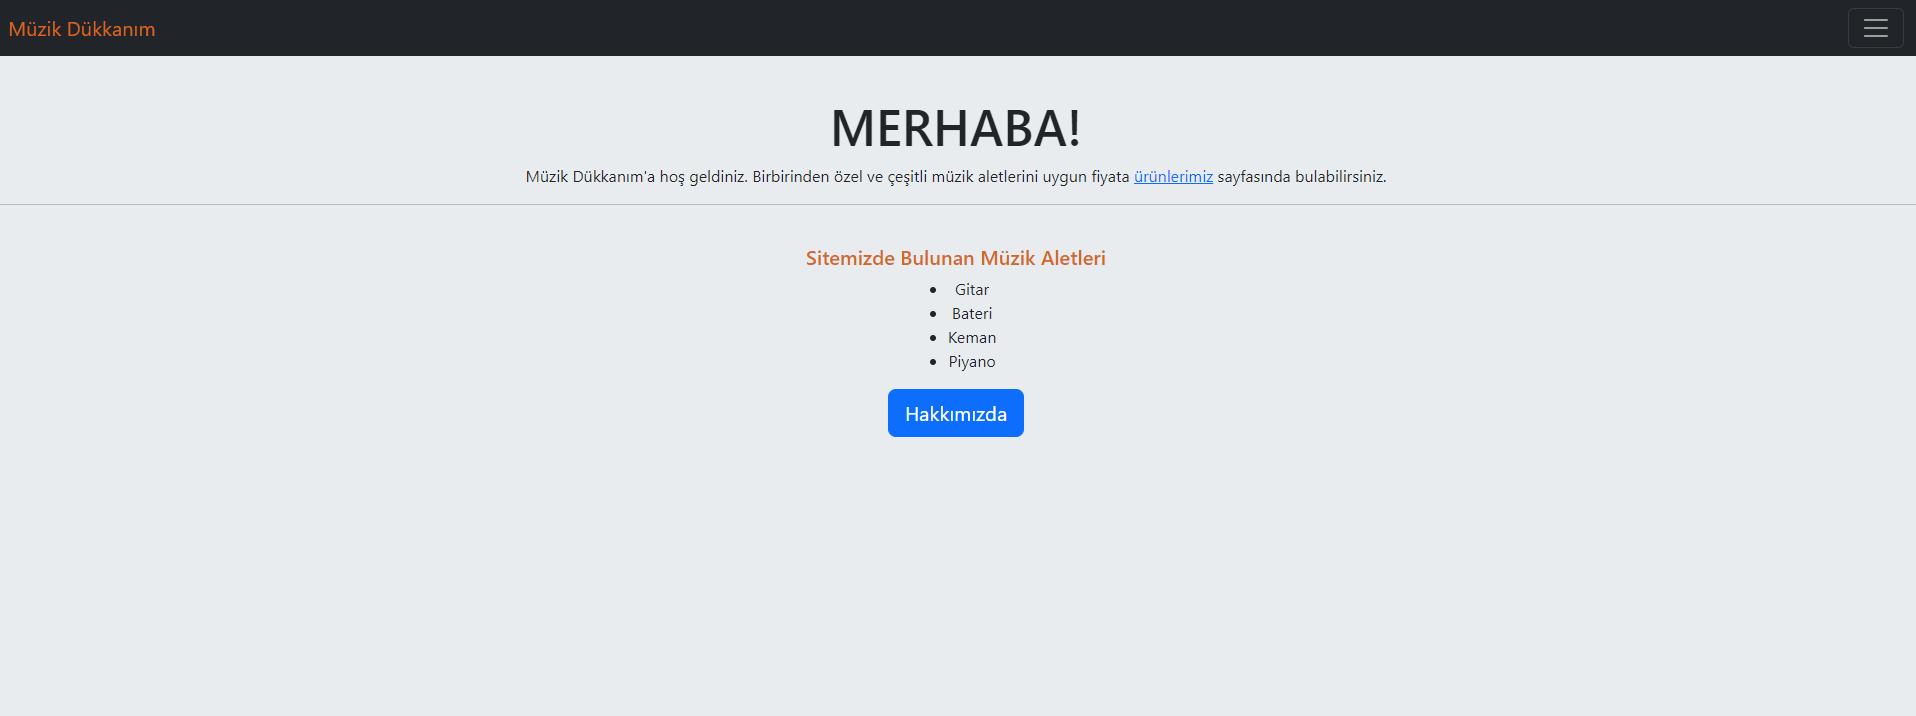 Müzik Dükkanım
MERHABA!
Müzik Dükkanım'a hoş geldiniz. Birbirinden özel ve çeşitli müzik aletlerini uygun fiyata ürünlerimiz sayfasında bulabilirsiniz.
Sitemizde Bulunan Müzik Aletleri
• Gitar
• Bateri
• Keman
• Piyano
Hakkımızda